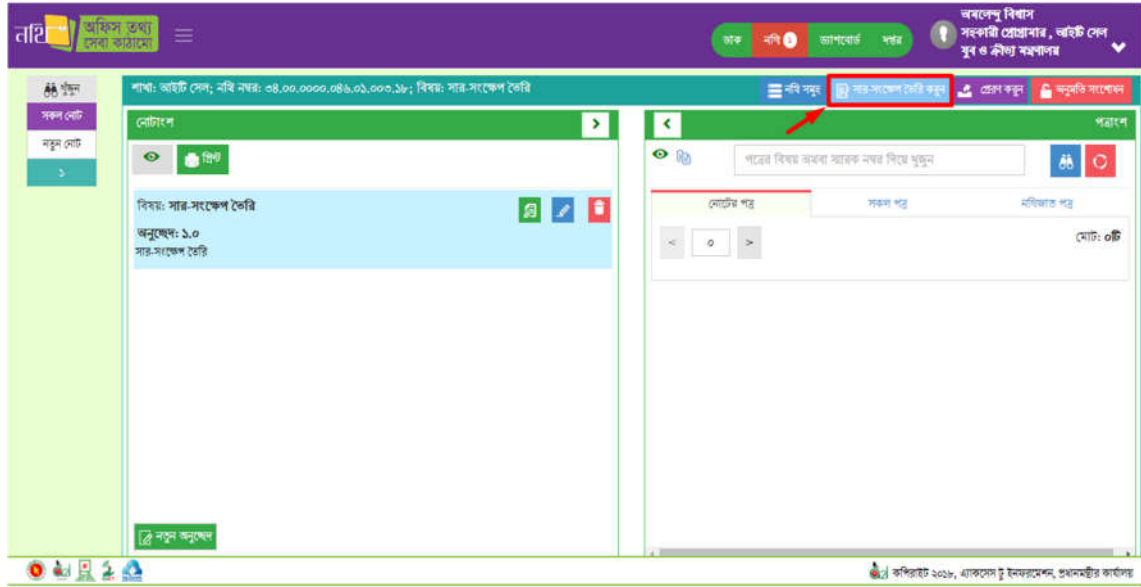 নথি
অফিস তথ্য
সেবা কাঠামো
ডাক নথি ১ ড্যাশবোর্ড দপ্তর
অমলেন্দু বিশ্বাস
সহকারী প্রোগ্রামার , আইটি সেল
যুব ও ক্রীড়া মন্ত্রণালয়
খুঁজুন
সকল নোট
নতুন নোট
১
শাখা: আইটি সেল; নথি নম্বর: ৩৪.০০.০০০০.০৪৬.০১.০০৩.১৮; বিষয়: সার-সংক্ষেপ তৈরি
নথি সমূহ সার-সংক্ষেপ তৈরি করুন প্রেরণ করুন অনুমতি সংশোধন
নোটাংশ >
প্রিন্ট
বিষয়: সার-সংক্ষেপ তৈরি
অনুচ্ছেদ: ১.০
সার-সংক্ষেপ তৈরি
নতুন অনুচ্ছেদ
< পত্রাংশ
পত্রের বিষয় অথবা স্মারক নম্বর দিয়ে খুঁজুন
নোটের পত্র সকল পত্র নথিজাত পত্র
< ০ > মোট: ০টি
a2i কপিরাইট ২০১৮, এ্যাকসেস টু ইনফরমেশন, প্রধানমন্ত্রীর কার্যালয়